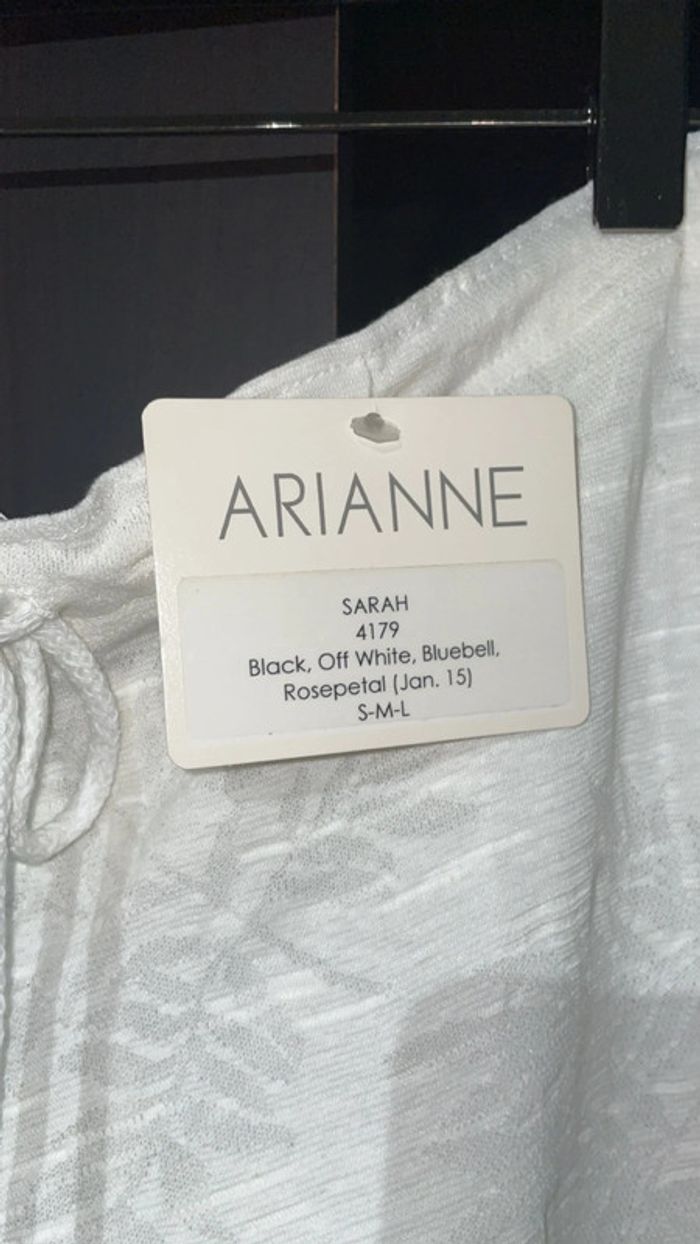 ARIANNE
SARAH
4179
Black, Off White, Bluebell,
Rosepetal (Jan. 15)
S-M-L